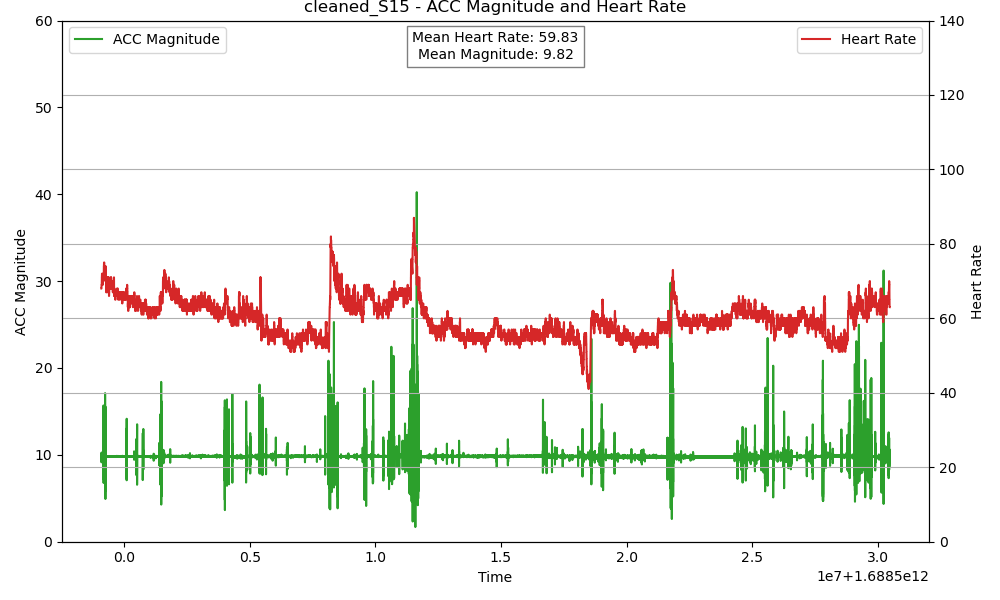 cleaned_S15 - ACC Magnitude and Heart Rate
ACC Magnitude
Mean Heart Rate: 59.83
Mean Magnitude: 9.82
Heart Rate
60
50
40
30
20
10
0
ACC Magnitude
140
120
100
80
60
40
20
0
Heart Rate
0.0 0.5 1.0 1.5 2.0 2.5 3.0
Time
1e7+1.6885e12